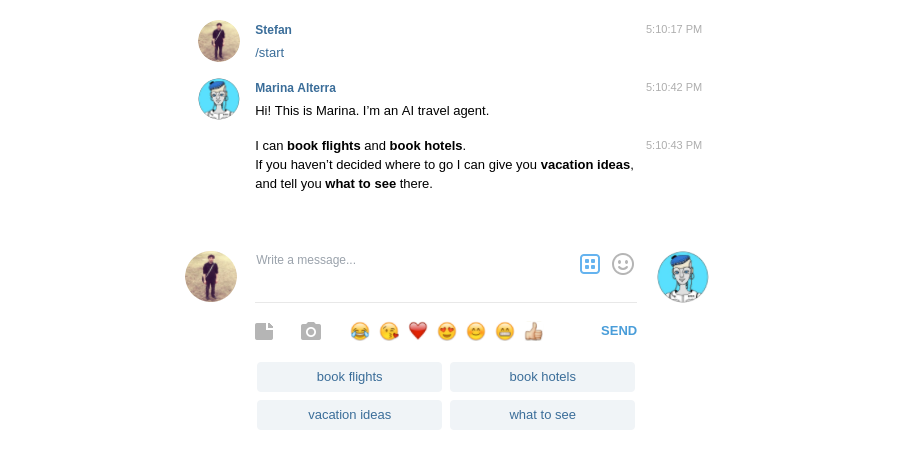 Stefan 5:10:17 PM
/start
Marina Alterra 5:10:42 PM
Hi! This is Marina. I’m an AI travel agent.
I can book flights and book hotels. 5:10:43 PM
If you haven’t decided where to go I can give you vacation ideas,
and tell you what to see there.
Write a message...
SEND
book flights book hotels
vacation ideas what to see